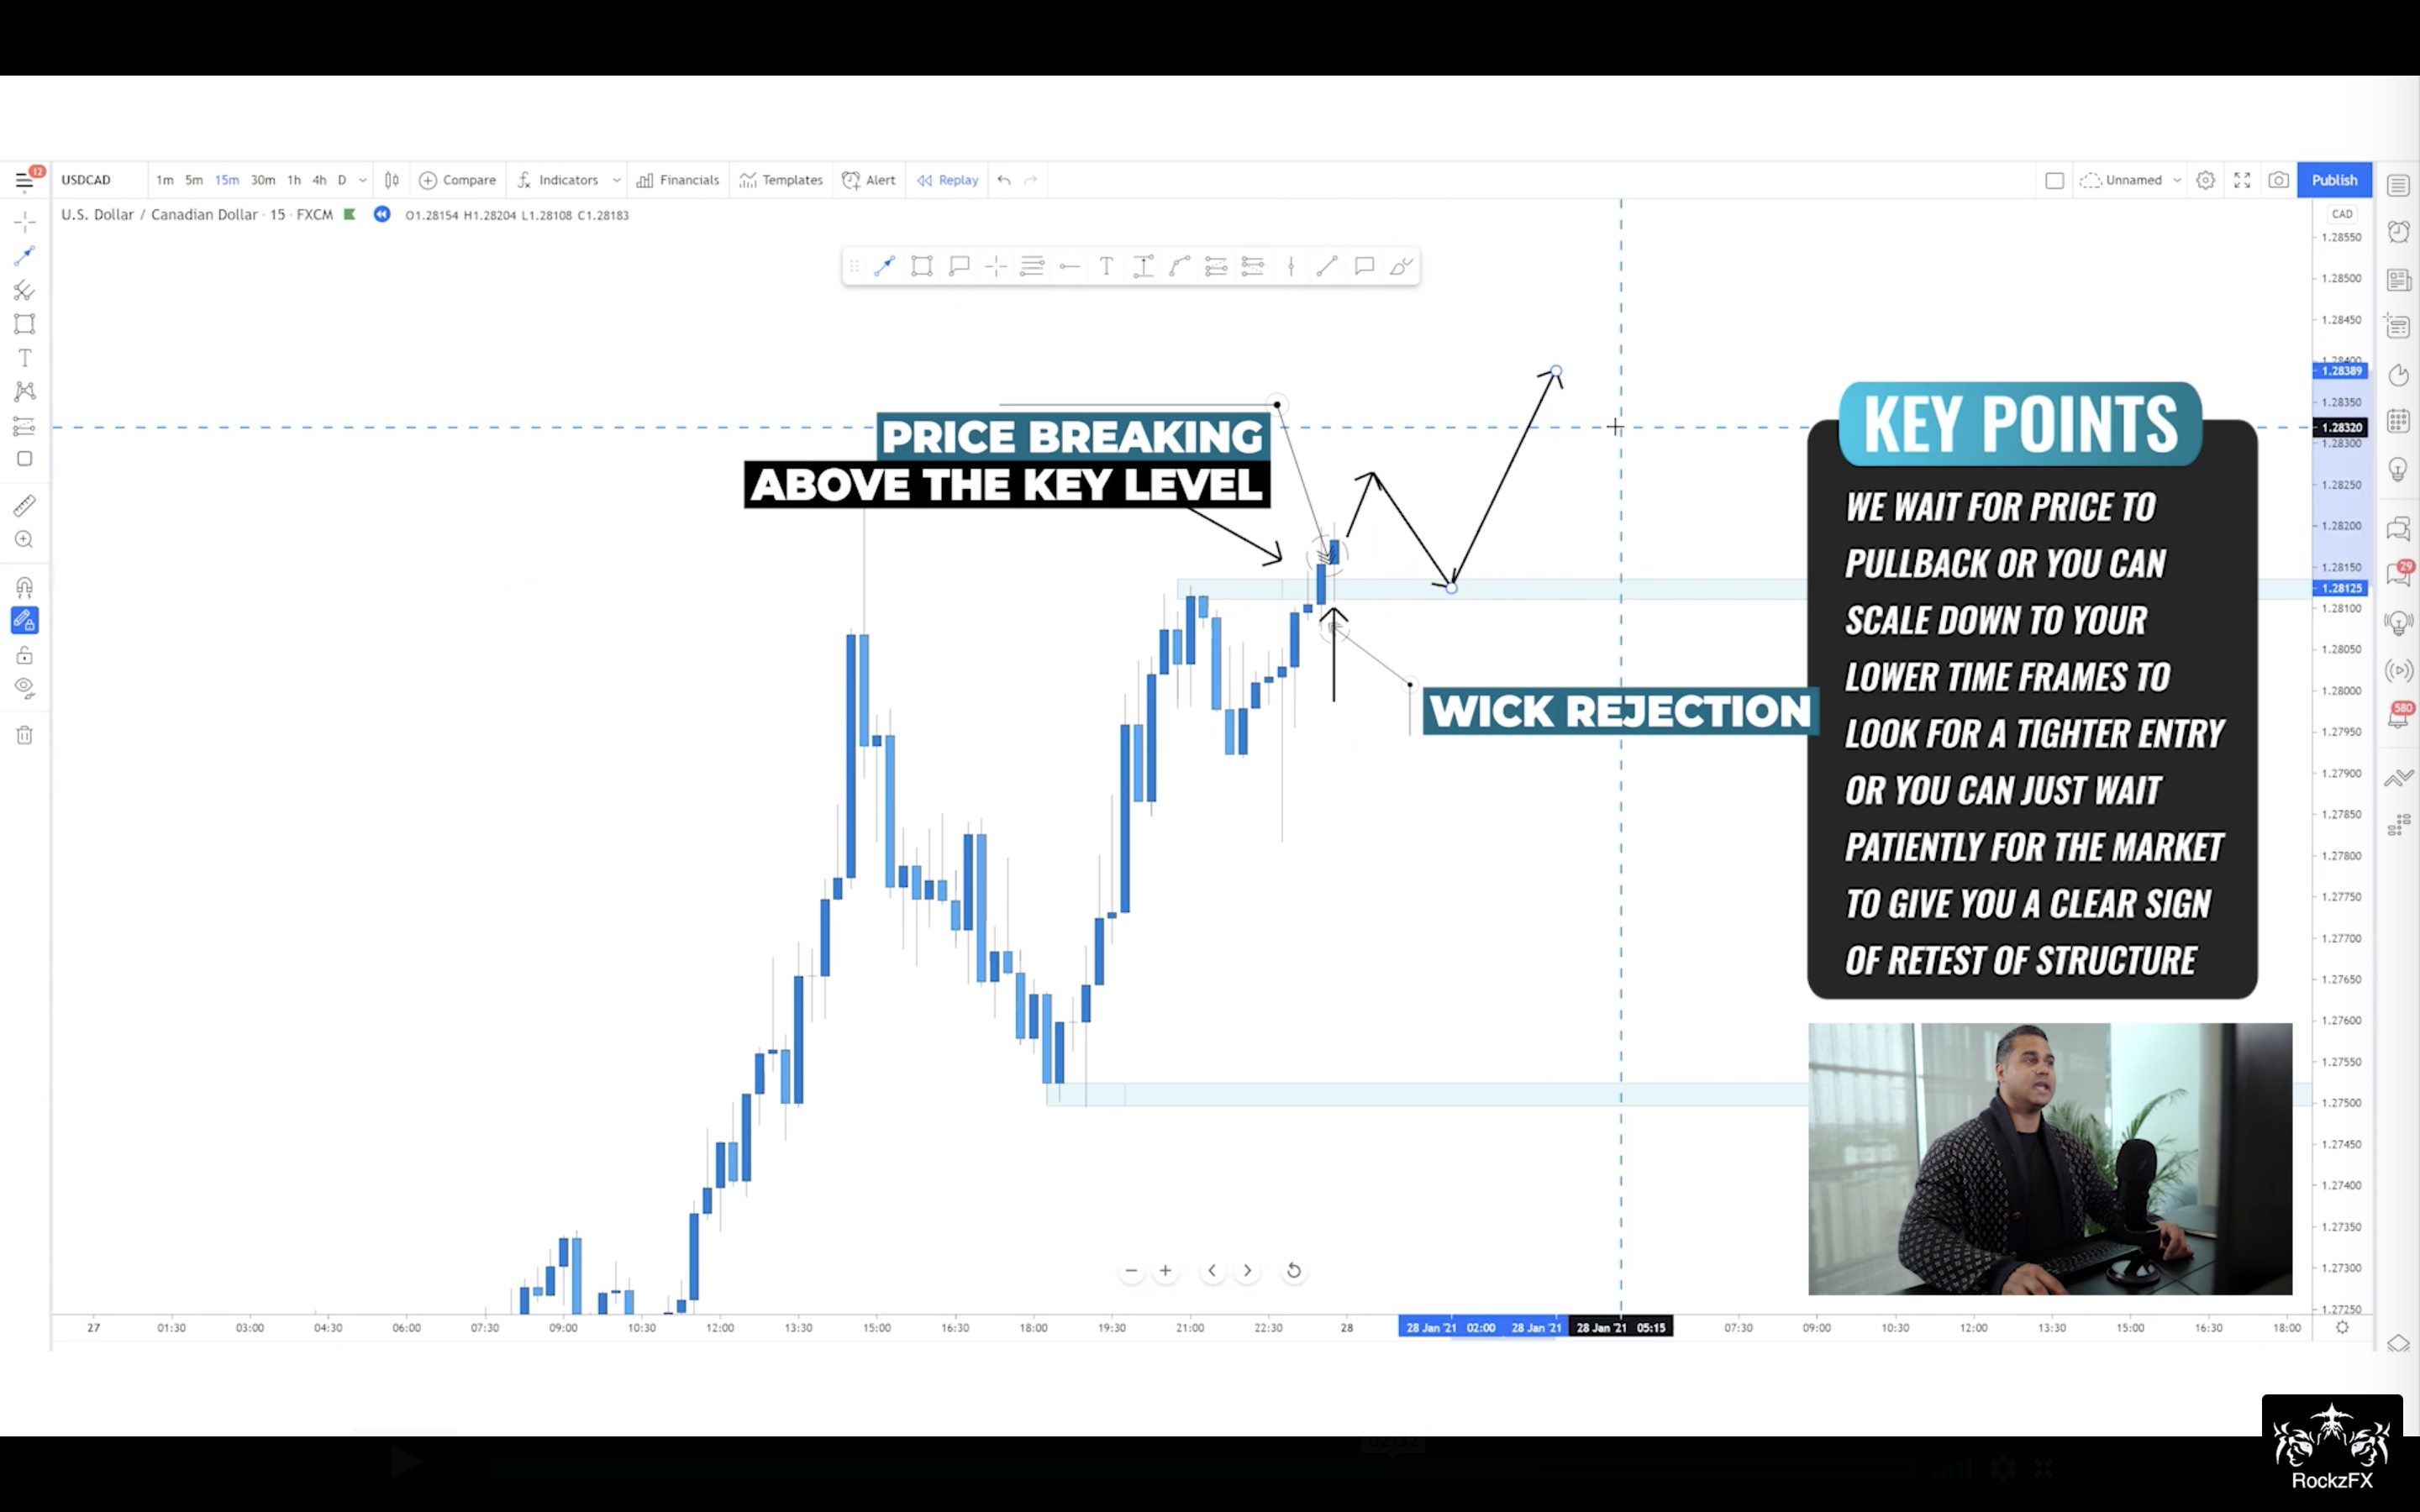 12
USDCAD
1m 5m 15m 30m 1h 4h D
Compare
Indicators
Financials
Templates
Alert
Replay
Unnamed
Publish
U.S. Dollar / Canadian Dollar · 15 · FXCM
O1.28154 H1.28204 L1.28108 C1.28183
CAD
1.28550
1.28500
1.28450
1.28400
1.28389
1.28350
1.28320
1.28300
1.28250
1.28200
1.28150
1.28125
1.28100
1.28050
1.28000
1.27950
1.27900
1.27850
1.27800
1.27750
1.27700
1.27650
1.27600
1.27550
1.27500
1.27450
1.27400
1.27350
1.27300
1.27250
PRICE BREAKING
ABOVE THE KEY LEVEL
WICK REJECTION
KEY POINTS
WE WAIT FOR PRICE TO
PULLBACK OR YOU CAN
SCALE DOWN TO YOUR
LOWER TIME FRAMES TO
LOOK FOR A TIGHTER ENTRY
OR YOU CAN JUST WAIT
PATIENTLY FOR THE MARKET
TO GIVE YOU A CLEAR SIGN
OF RETEST OF STRUCTURE
29
580
27 01:30 03:00 04:30 06:00 07:30 09:00 10:30 12:00 13:30 15:00 16:30 18:00 19:30 21:00 22:30 28 28 Jan '21 02:00 28 Jan '21 28 Jan '21 05:15 07:30 09:00 10:30 12:00 13:30 15:00 16:30 18:00
RockzFX